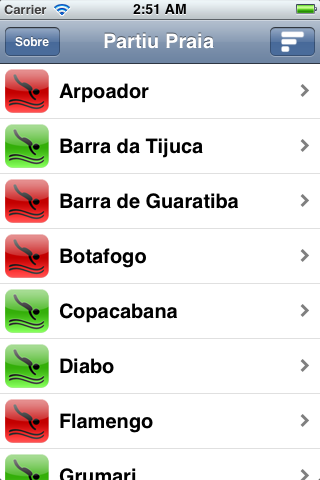 Carrier 2:51 AM
Sobre Partiu Praia
Arpoador
Barra da Tijuca
Barra de Guaratiba
Botafogo
Copacabana
Diabo
Flamengo
Grumari